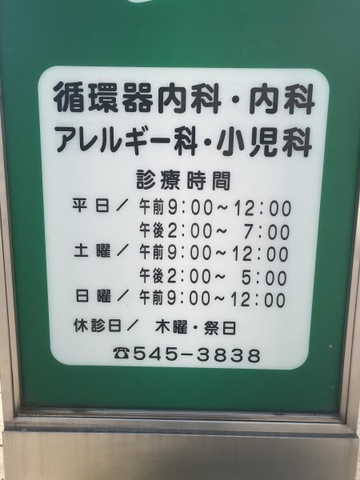 循環器内科・内科
アレルギー科・小児科
診療時間
平日/午前9:00〜12:00
午後2:00〜 7:00
土曜/午前9:00〜12:00
午後2:00〜 5:00
日曜/午前9:00〜12:00
休診日/ 木曜・祭日
☎545-3838